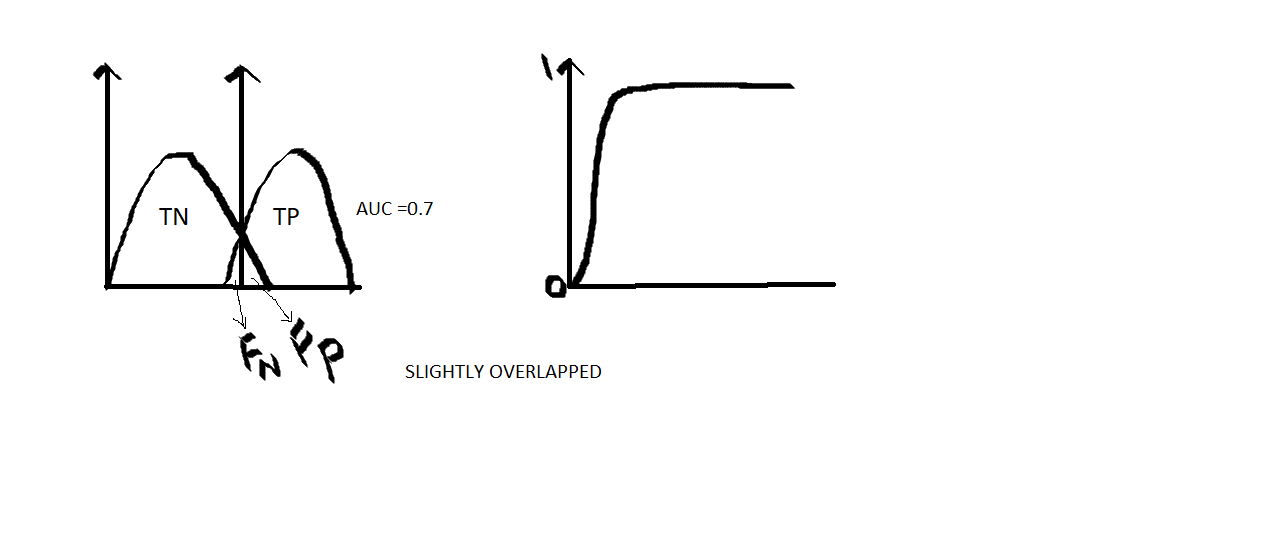 1
TN
TP
AUC =0.7
0
FN
FP
SLIGHTLY OVERLAPPED